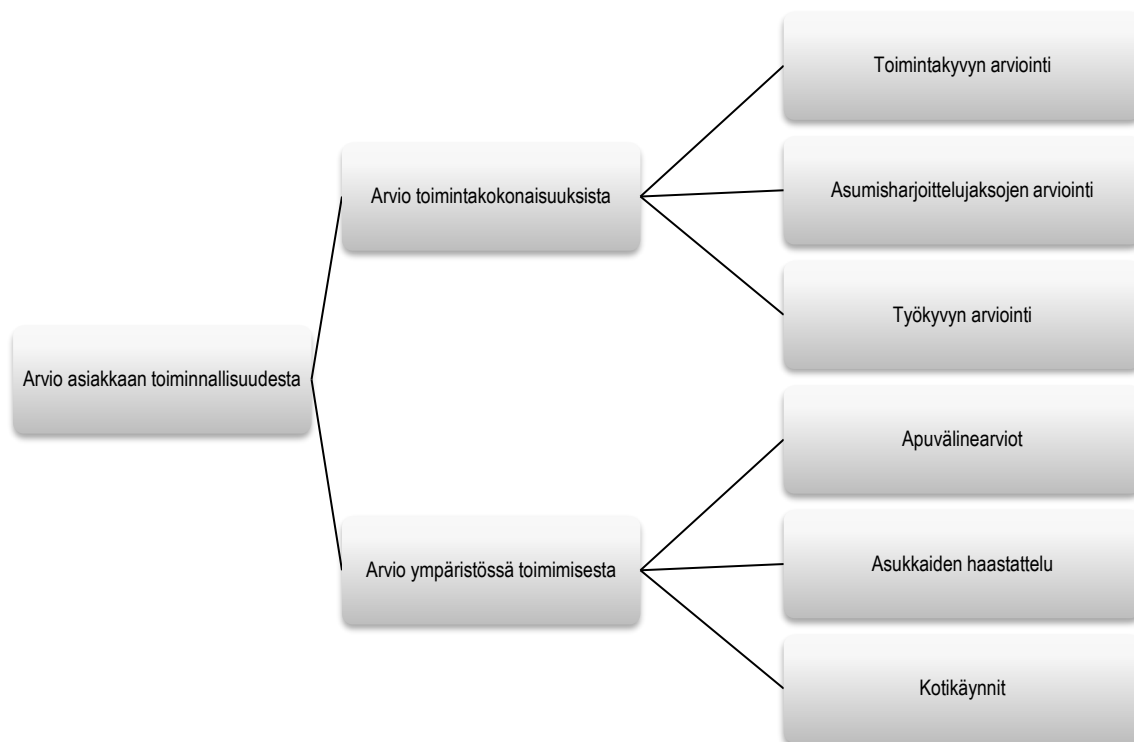 Toimintakyvyn arviointi
Arvio toimintakokonaisuuksista
Asumisharjoittelujaksojen arviointi
Työkyvyn arviointi
Arvio asiakkaan toiminnallisuudesta
Apuvälinearviot
Arvio ympäristössä toimimisesta
Asukkaiden haastattelu
Kotikäynnit